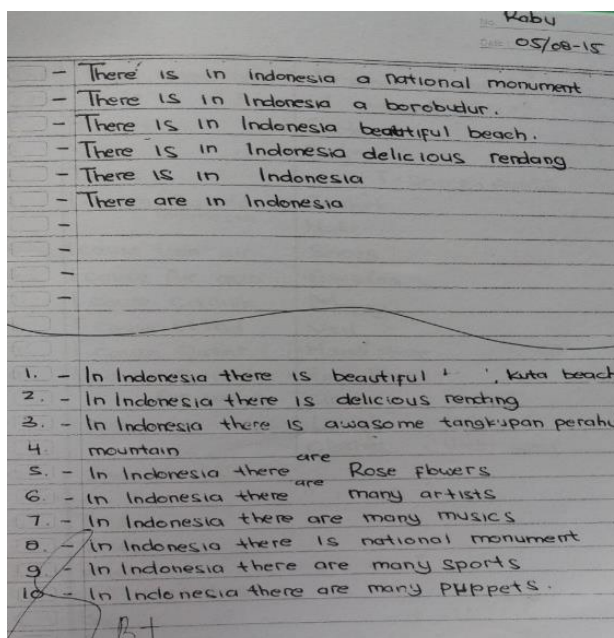 No. Rabu
Date: 05/08-15
- There is in indonesia a national monument
- There is in Indonesia a borobudur.
- There is in Indonesia beautiful beach.
- There is in Indonesia delicious rendang
- There is in Indonesia
- There are in Indonesia
-
-
-
-
1. - In Indonesia there is beautiful , kuta beach
2. - In Indonesia there is delicious rending
3. - In Indonesia there is awasome tangkupan perahu
4. mountain
5. - In Indonesia there are Rose flowers
6. - In Indonesia there are many artists
7. - In Indonesia there are many musics
8. - In Indonesia there is national monument
9 - In Indonesia there are many sports
10 - In Indonesia there are many puppets.
B+